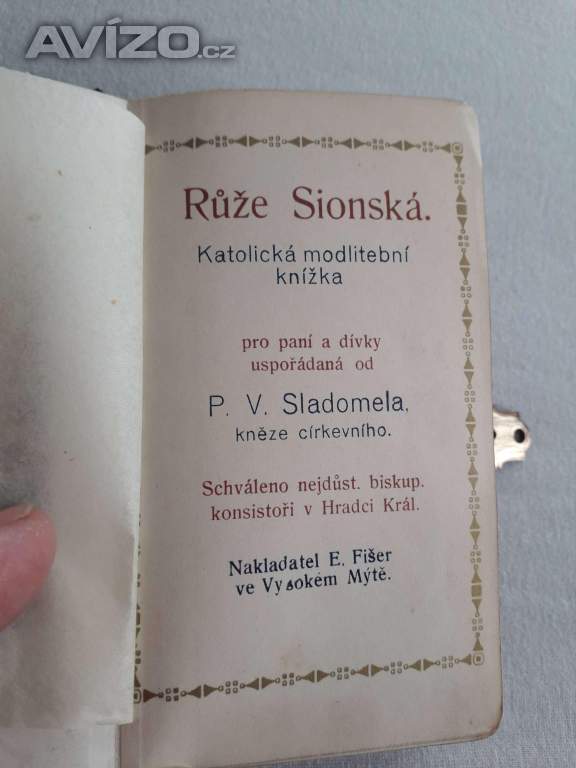 AVÍZO.cz
Růže Sionská.
Katolická modlitební
knížka
pro paní a dívky
uspořádaná od
P. V. Sladomela,
kněze církevního.
Schváleno nejdůst. biskup.
konsistoři v Hradci Král.
Nakladatel E. Fišer
ve Vysokém Mýtě.